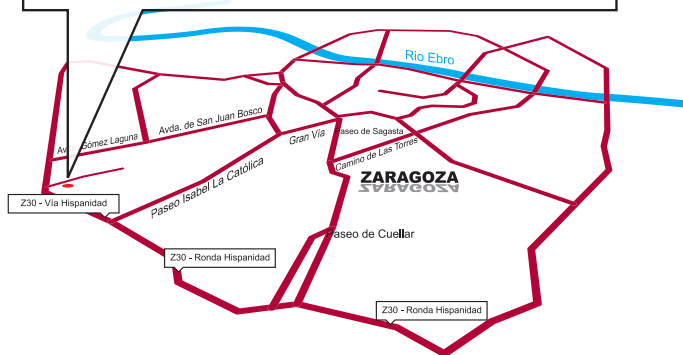 Rio Ebro
Avda. Gómez Laguna
Avda. de San Juan Bosco
Gran Vía
Paseo de Sagasta
Camino de Las Torres
Paseo Isabel La Católica
ZARAGOZA
Z30 - Vía Hispanidad
Paseo de Cuellar
Z30 - Ronda Hispanidad
Z30 - Ronda Hispanidad